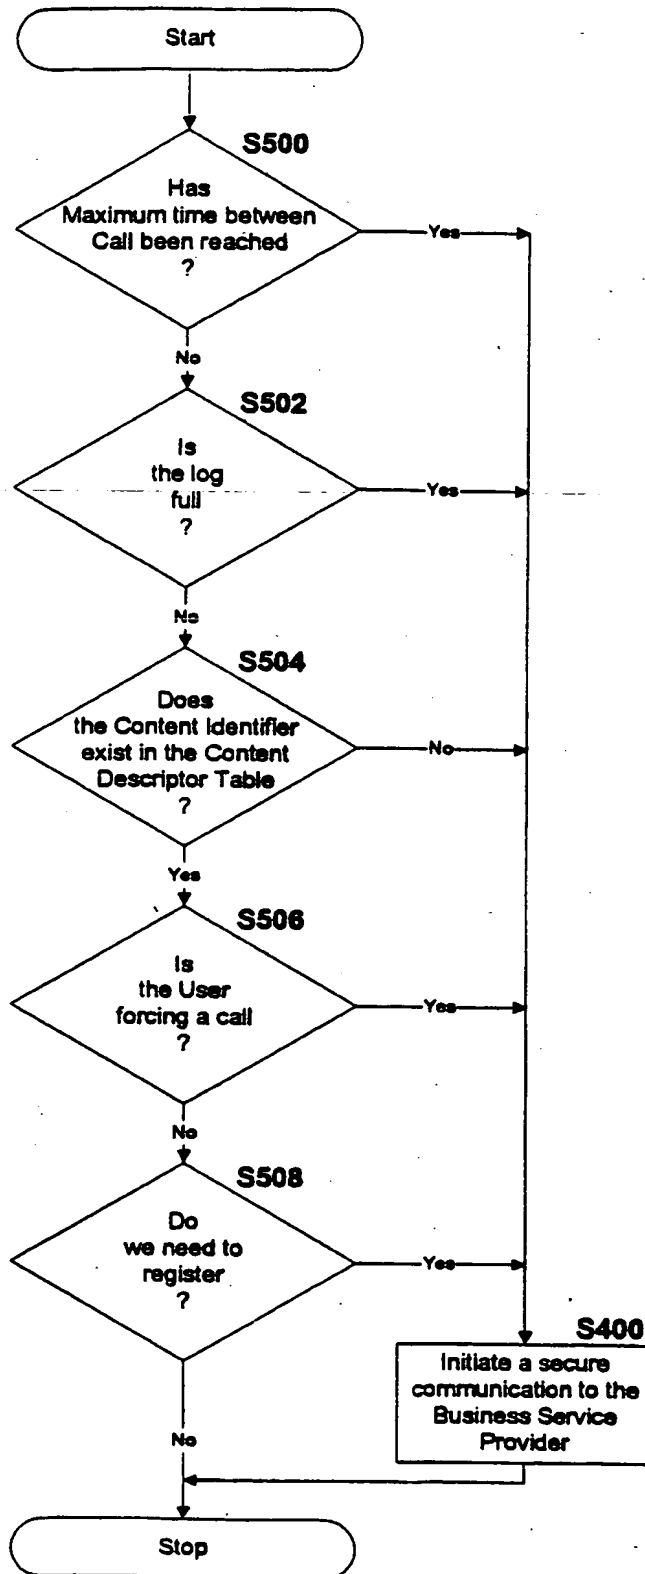 Start
S500
Has
Maximum time between
Call been reached
?
Yes
No
S502
Is
the log
full
?
Yes
No
S504
Does
the Content Identifier
exist in the Content
Descriptor Table
?
No
Yes
S506
Is
the User
forcing a call
?
Yes
No
S508
Do
we need to
register
?
Yes
S400
Initiate a secure
communication to the
Business Service
Provider
No
Stop